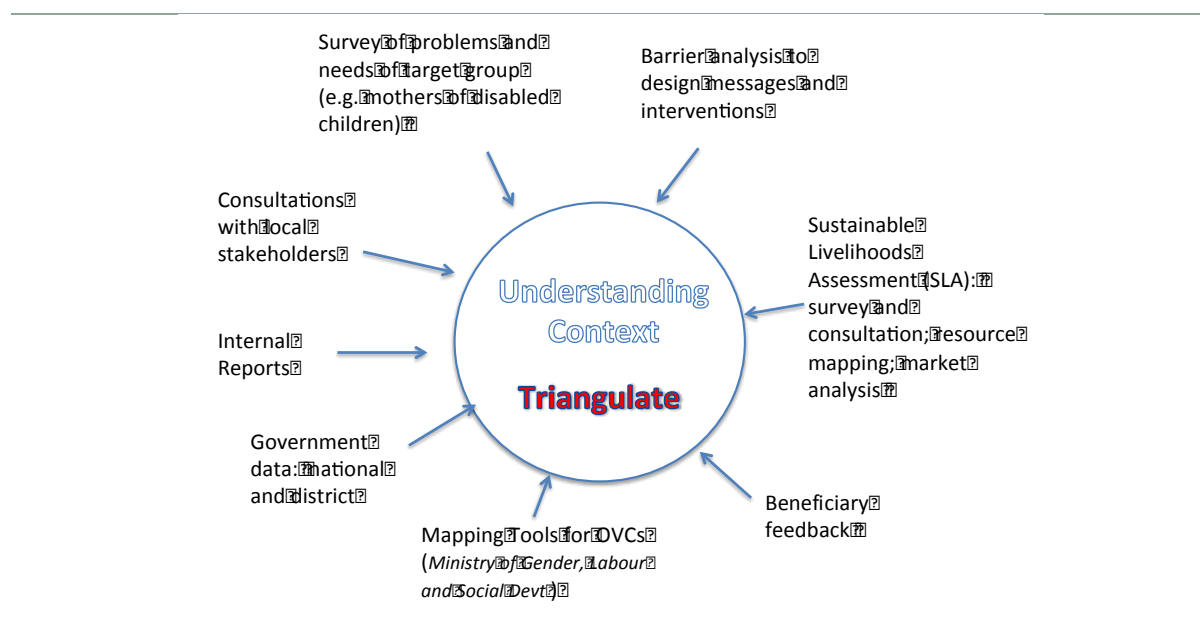 Survey of problems and
needs of target group
(e.g. mothers of disabled
children)
Barrier analysis to
design messages and
interventions
Consultations
with local
stakeholders
Sustainable
Livelihoods
Assessment (SLA):
survey and
consultation; resource
mapping; market
analysis
Understanding
Context
Triangulate
Internal
Reports
Government
data: national
and district
Beneficiary
feedback
Mapping Tools for OVCs
(Ministry of Gender, Labour
and Social Devt)